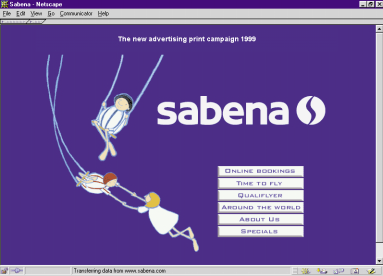 Sabena - Netscape
File Edit View Go Communicator Help
The new advertising print campaign 1999
sabena
ONLINE BOOKINGS
TIME TO FLY
QUALIFLYER
AROUND THE WORLD
ABOUT US
SPECIALS
Transferring data from www.sabena.com